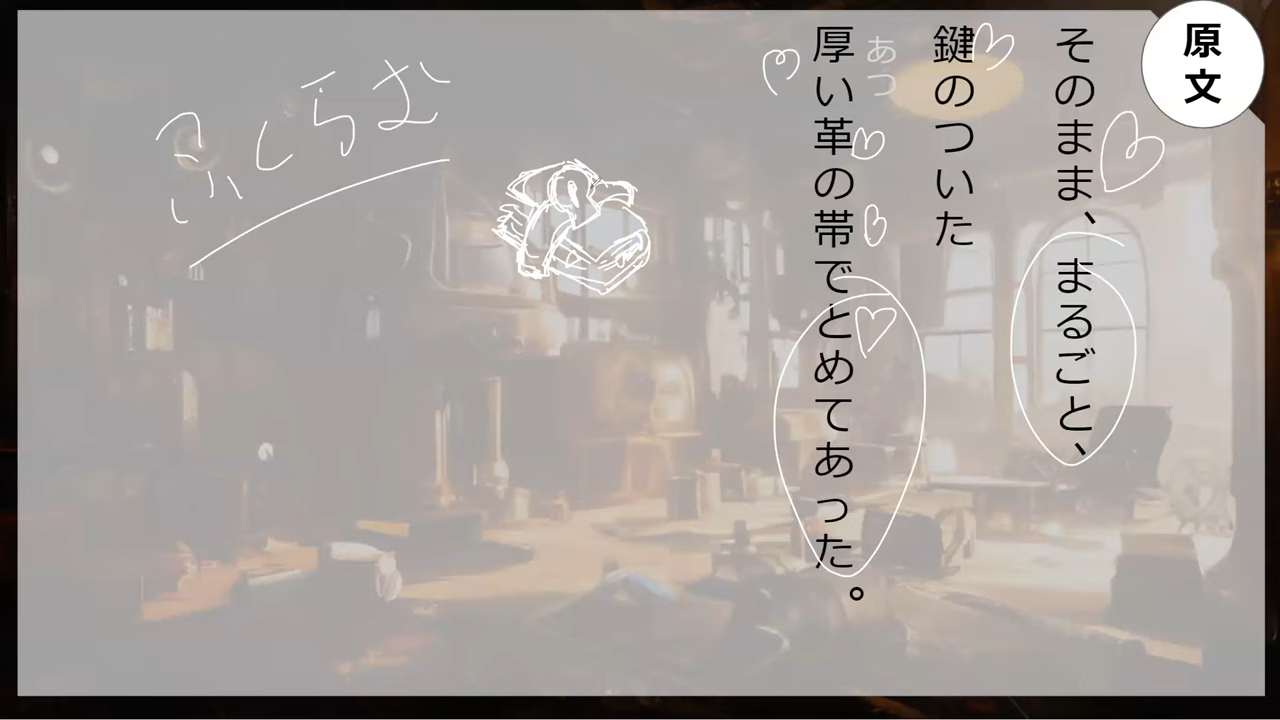 原文
そのまま、まるごと、
鍵のついた
あつ
厚い革の帯でとめてあった。
ふくらむ